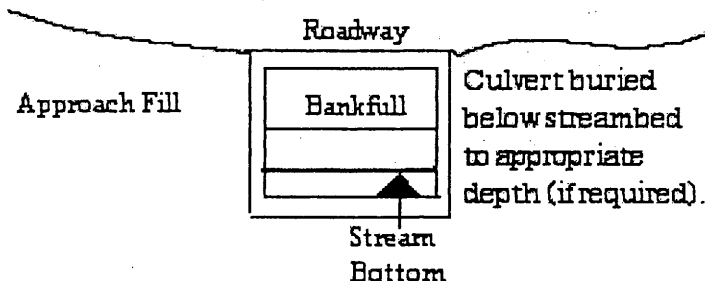 Roadway
Approach Fill
Bankfull
Culvert buried
below streambed
to appropriate
depth (if required).
Stream
Bottom